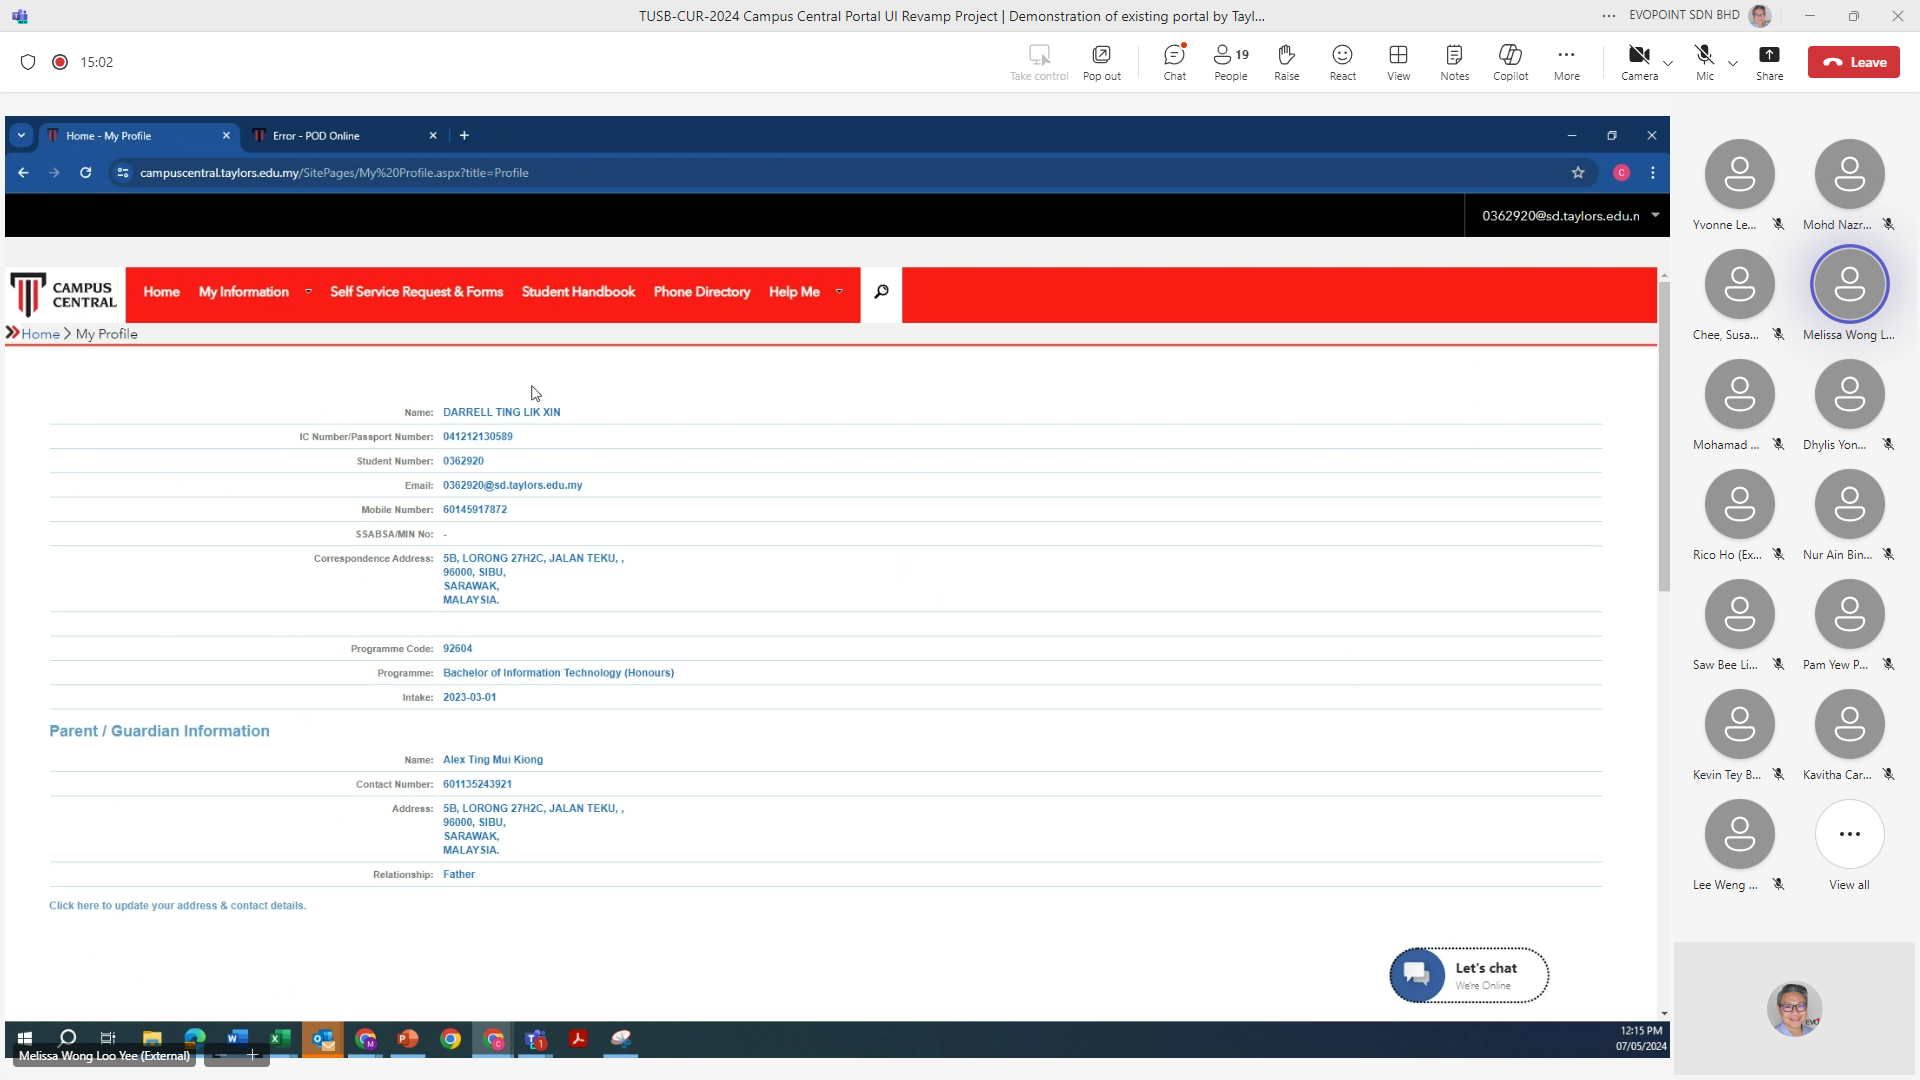 TUSB-CUR-2024 Campus Central Portal UI Revamp Project | Demonstration of existing portal by Tayl...
EVOPOINT SDN BHD
15:02
Take control
Pop out
Chat
19
People
Raise
React
View
Notes
Copilot
More
Camera
Mic
Share
Leave
Home - My Profile
Error - POD Online
campuscentral.taylors.edu.my/SitePages/My%20Profile.aspx?title=Profile
C
0362920@sd.taylors.edu.n
CAMPUS
CENTRAL
Home
My Information
Self Service Request & Forms
Student Handbook
Phone Directory
Help Me
Home > My Profile
Name: DARRELL TING LIK XIN
IC Number/Passport Number: 041212130589
Student Number: 0362920
Email: 0362920@sd.taylors.edu.my
Mobile Number: 60145917872
SSABSA/MIN No: -
Correspondence Address: 5B, LORONG 27H2C, JALAN TEKU, ,
96000, SIBU,
SARAWAK,
MALAYSIA.
Programme Code: 92604
Programme: Bachelor of Information Technology (Honours)
Intake: 2023-03-01
Parent / Guardian Information
Name: Alex Ting Mui Kiong
Contact Number: 601135243921
Address: 5B, LORONG 27H2C, JALAN TEKU, ,
96000, SIBU,
SARAWAK,
MALAYSIA.
Relationship: Father
Click here to update your address & contact details.
Let's chat
We're Online
12:15 PM
07/05/2024
Melissa Wong Loo Yee (External)
Yvonne Le...
Mohd Nazr...
Chee, Susa...
Melissa Wong L...
Mohamad ...
Dhylis Yon...
Rico Ho (Ex...
Nur Ain Bin...
Saw Bee Li...
Pam Yew P...
Kevin Tey B...
Kavitha Car...
Lee Weng ...
View all